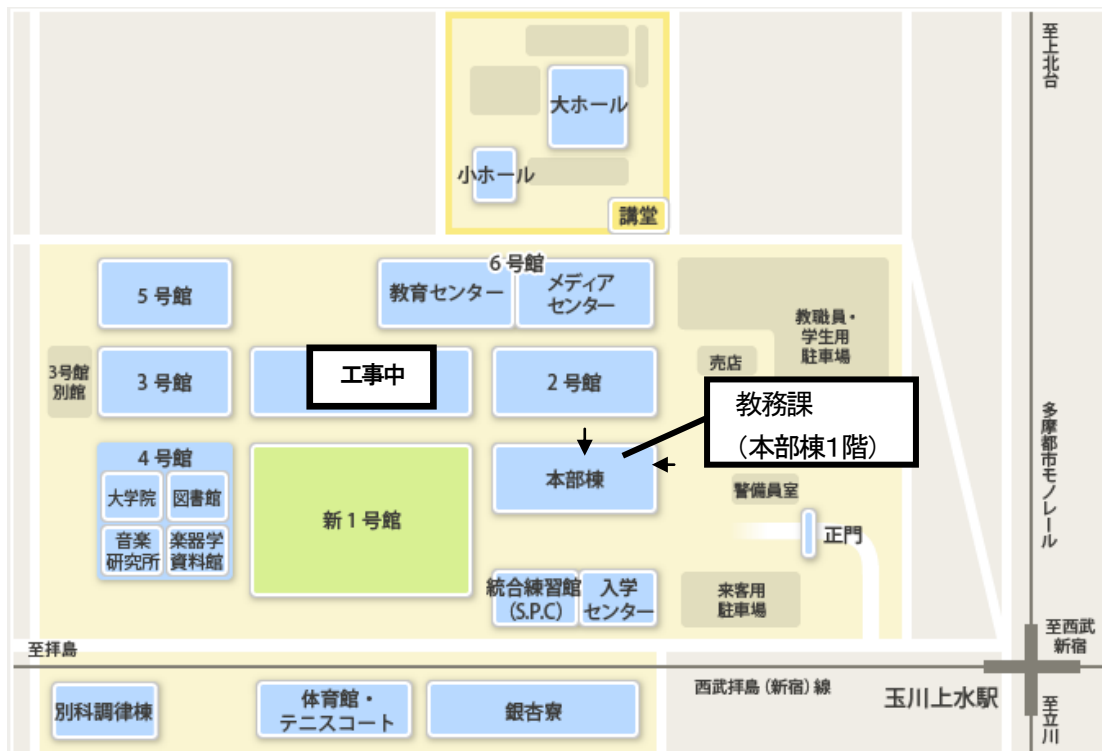 至上北台
大ホール
小ホール
講堂
6 号館
5 号館
教育センター
メディア
センター
教職員・
学生用
駐車場
3号館
別館
3 号館
工事中
2 号館
売店
教務課
（本部棟1階）
多摩都市モノレール
4 号館
大学院
図書館
音楽
研究所
楽器学
資料館
新 1 号館
本部棟
警備員室
正門
統合練習館
(S.P.C)
入学
センター
来客用
駐車場
至西武
新宿
至拝島
西武拝島 (新宿) 線
玉川上水駅
至立川
別科調律棟
体育館・
テニスコート
銀杏寮